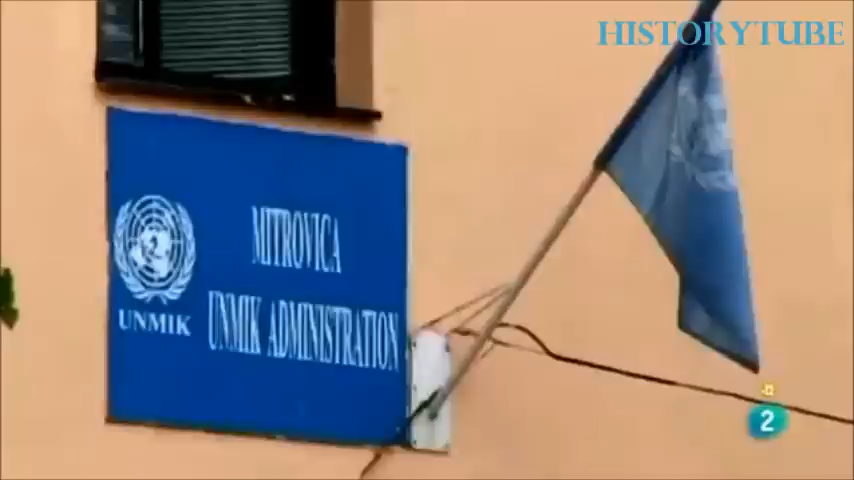 HISTORYTUBE
MITROVICA
UNMIK ADMINISTRATION
UNMIK
2